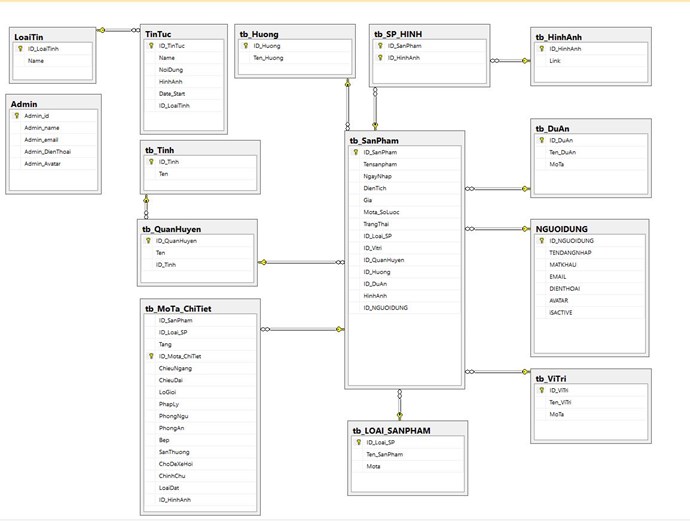 LoaiTin
ID_LoaiTinh
Name
TinTuc
ID_TinTuc
Name
NoiDung
HinhAnh
Date_Start
ID_LoaiTinh
tb_Huong
ID_Huong
Ten_Huong
tb_SP_HINH
ID_SanPham
ID_HinhAnh
tb_HinhAnh
ID_HinhAnh
Link
Admin
Admin_id
Admin_name
Admin_email
Admin_DienThoai
Admin_Avatar
tb_Tinh
ID_Tinh
Ten
tb_SanPham
ID_SanPham
Tensanpham
NgayNhap
DienTich
Gia
Mota_SoLuoc
TrangThai
ID_Loai_SP
ID_Vitri
ID_QuanHuyen
ID_Huong
ID_DuAn
HinhAnh
ID_NGUOIDUNG
tb_DuAn
ID_DuAn
Ten_DuAn
MoTa
tb_QuanHuyen
ID_QuanHuyen
Ten
ID_Tinh
NGUOIDUNG
ID_NGUOIDUNG
TENDANGNHAP
MATKHAU
EMAIL
DIENTHOAI
AVATAR
ISACTIVE
tb_MoTa_ChiTiet
ID_SanPham
ID_Loai_SP
Tang
ID_Mota_ChiTiet
ChieuNgang
ChieuDai
LoGioi
PhapLy
PhongNgu
PhongAn
Bep
SanThuong
ChoDeXeHoi
ChinhChu
LoaiDat
ID_HinhAnh
tb_ViTri
ID_ViTri
Ten_ViTri
MoTa
tb_LOAI_SANPHAM
ID_Loai_SP
Ten_SanPham
Mota